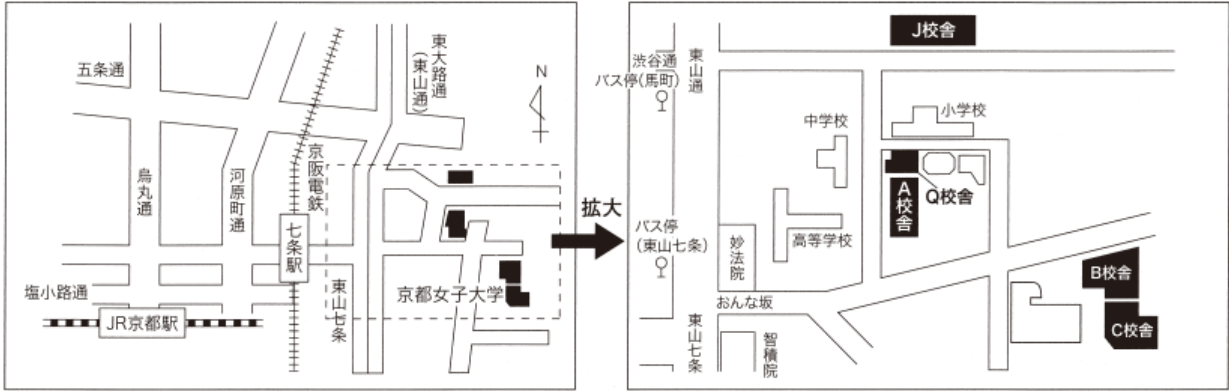 五条通
東大路通
（東山通）
N
烏丸通
河原町通
京阪電鉄
七条駅
塩小路通
JR京都駅
東山七条
京都女子大学
拡大
J校舎
渋谷通
バス停(馬町)
東山通
小学校
中学校
A校舎
Q校舎
高等学校
バス停
（東山七条）
妙法院
おんな坂
B校舎
C校舎
東山七条
智積院